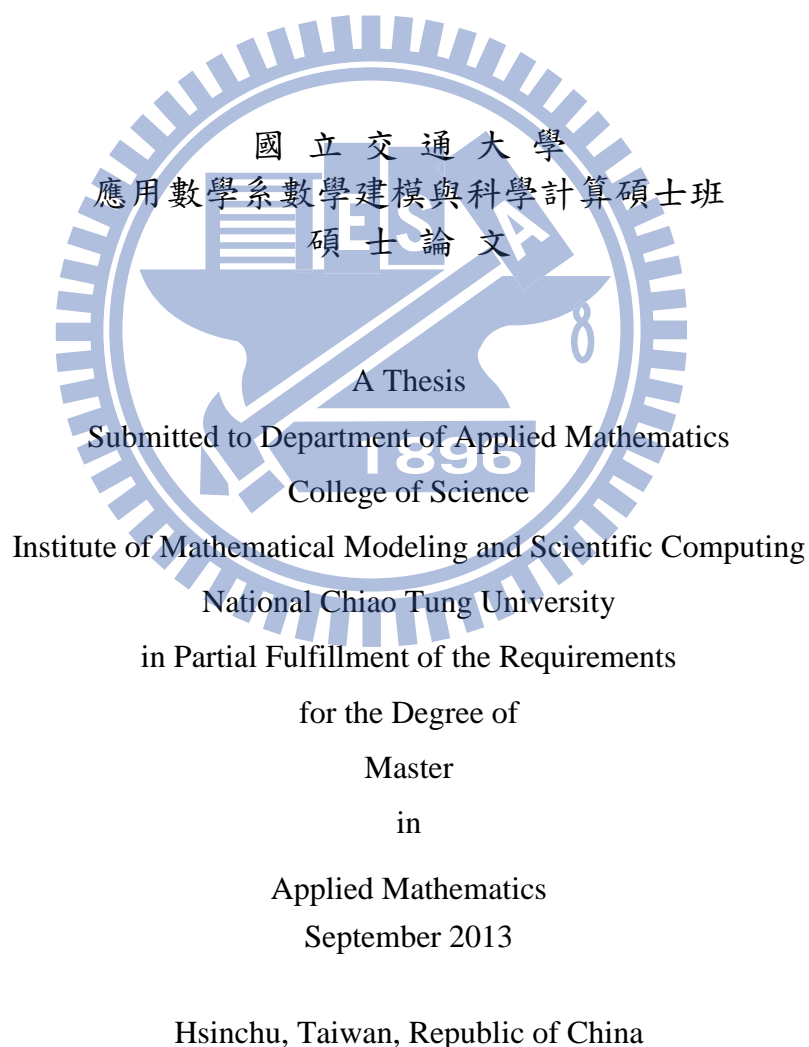 國立交通大學
應用數學系數學建模與科學計算碩士班
碩士論文
E S A
A Thesis
Submitted to Department of Applied Mathematics
1896
College of Science
Institute of Mathematical Modeling and Scientific Computing
National Chiao Tung University
in Partial Fulfillment of the Requirements
for the Degree of
Master
in
Applied Mathematics
September 2013
Hsinchu, Taiwan, Republic of China